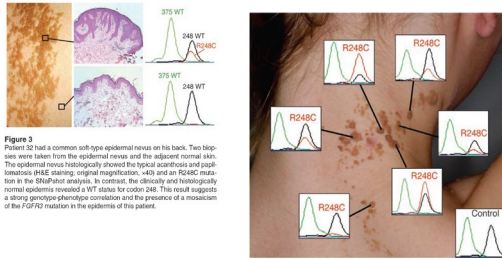 375 WT
248 WT
R248C
375 WT
248 WT
Figure 3
Patient 32 had a common soft-type epidermal nevus on his back. Two biop-
sies were taken from the epidermal nevus and the adjacent normal skin.
The epidermal nevus histologically showed the typical acanthosis and papil-
lomatosis (H&E staining; original magnification, ×40) and an R248C muta-
tion in the SNaPshot analysis. In contrast, the clinically and histologically
normal epidermis revealed a WT status for codon 248. This result suggests
a strong genotype-phenotype correlation and the presence of a mosaicism
of the FGFR3 mutation in the epidermis of this patient.
R248C
R248C
R248C
R248C
R248C
R248C
Control